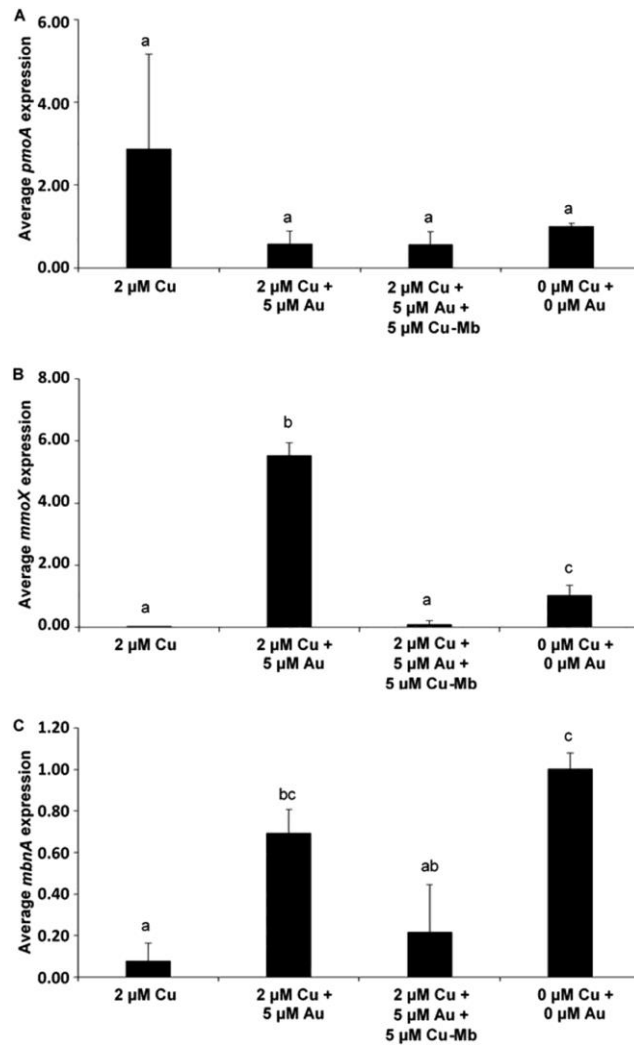 A
Average pmoA expression
6.00
4.00
2.00
0.00
a
a
a
a
2 µM Cu
2 µM Cu +
5 µM Au
2 µM Cu +
5 µM Au +
5 µM Cu-Mb
0 µM Cu +
0 µM Au
B
Average mmoX expression
8.00
6.00
4.00
2.00
0.00
a
b
a
c
2 µM Cu
2 µM Cu +
5 µM Au
2 µM Cu +
5 µM Au +
5 µM Cu-Mb
0 µM Cu +
0 µM Au
C
Average mbnA expression
1.20
1.00
0.80
0.60
0.40
0.20
0.00
a
bc
ab
c
2 µM Cu
2 µM Cu +
5 µM Au
2 µM Cu +
5 µM Au +
5 µM Cu-Mb
0 µM Cu +
0 µM Au